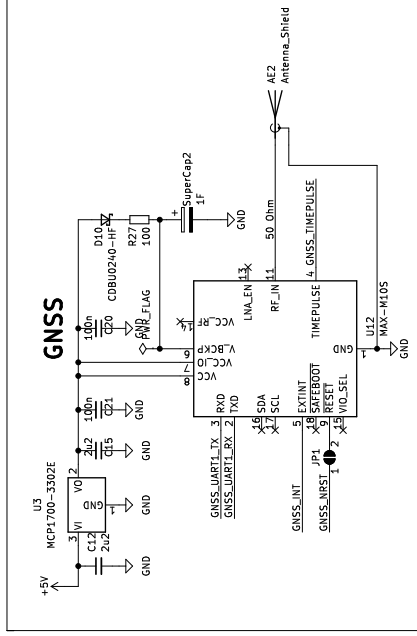 GNSS
AE2
Antenna_Shield
50 Ohm
SuperCap2
1F
+
GND
D10
CDBU0240-HF
R27
100
PWR_FLAG
100n
C20
GND
100n
C21
GND
2u2
C15
GND
U3
MCP1700-3302E
VI
VO
GND
3
2
1
GND
C12
2u2
GND
+5V
VCC_RF
14
V_BCKP
6
VCC_IO
7
VCC
8
LNA_EN
13
RF_IN
11
TIMEPULSE
4
GNSS_TIMEPULSE
U12
MAX-M10S
GND
1
GND
RXD
3
GNSS_UART1_TX
TXD
2
GNSS_UART1_RX
SDA
16
SCL
17
EXTINT
5
GNSS_INT
SAFEBOOT
18
RESET
9
GNSS_NRST
VIO_SEL
15
JP1
1
2